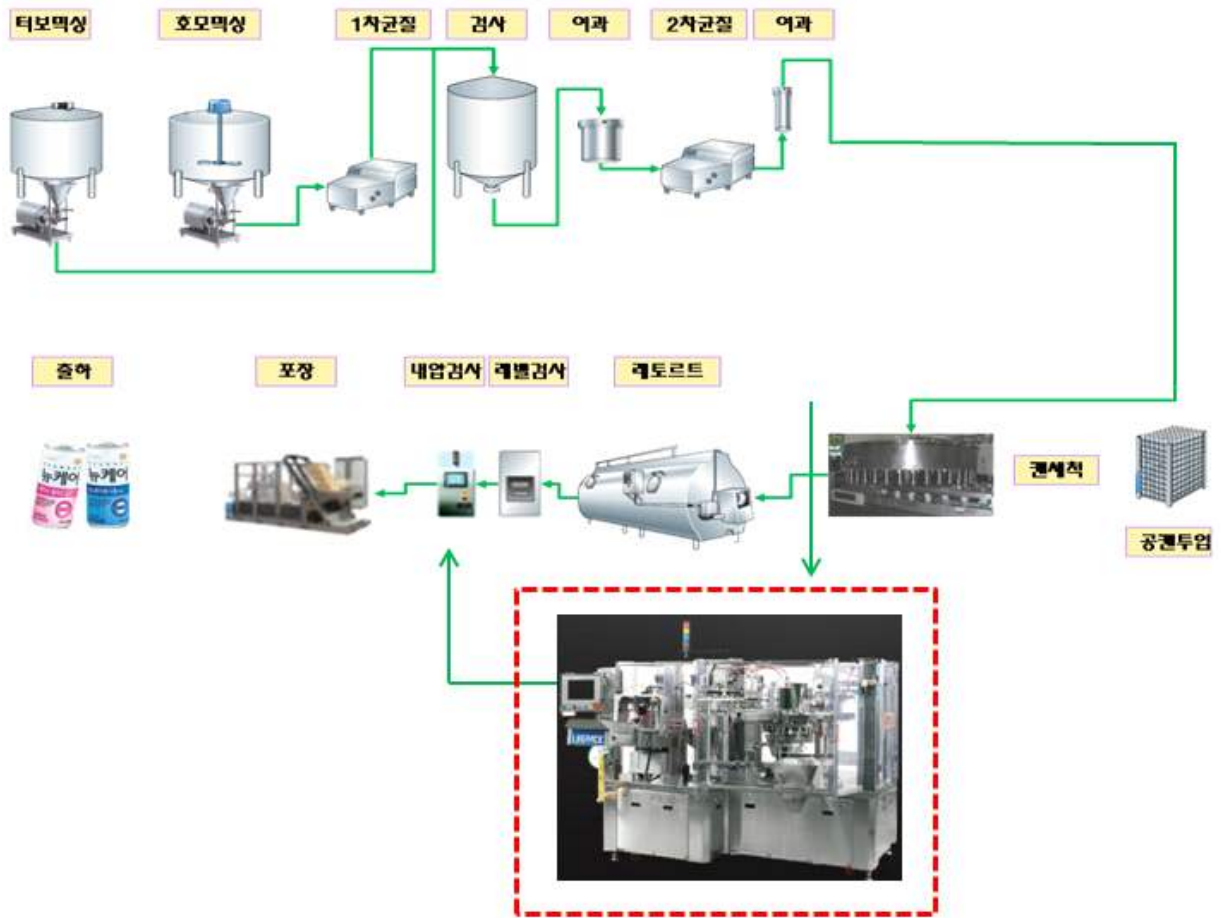 터보믹싱
호모믹싱
1차균질
검사
여과
2차균질
여과
출하
포장
내압검사
레벨검사
레토르트
캔세척
공캔투입
뉴케어
뉴케어